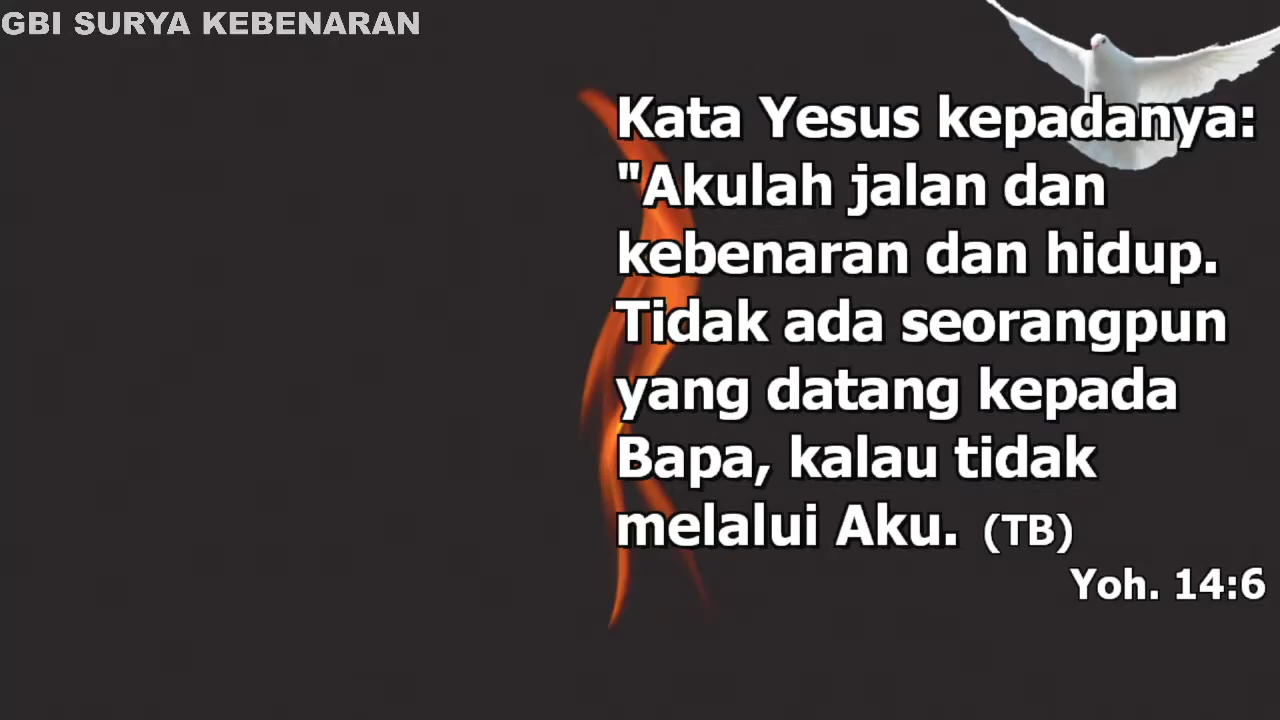 GBI SURYA KEBENARAN
Kata Yesus kepadanya:
"Akulah jalan dan
kebenaran dan hidup.
Tidak ada seorangpun
yang datang kepada
Bapa, kalau tidak
melalui Aku. (TB)
Yoh. 14:6